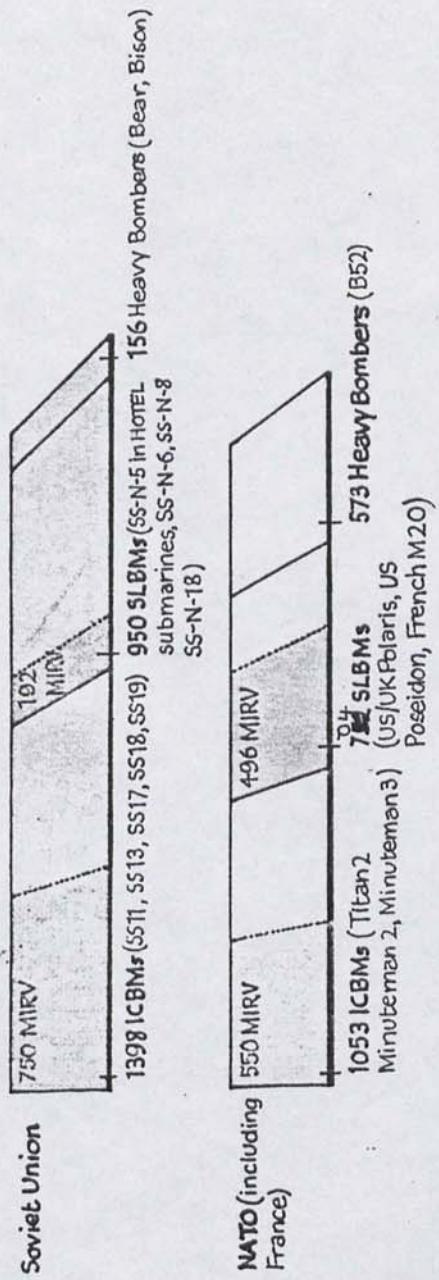 Soviet Union
750 MIRV
192
MIRV
1398 ICBMs (SS11, SS13, SS17, SS18, SS19)
950 SLBMs (SS-N-5 in HOTEL
submarines, SS-N-6, SS-N-8
SS-N-18)
156 Heavy Bombers (Bear, Bison)
NATO (including
France)
550 MIRV
496 MIRV
1053 ICBMs (Titan 2
Minuteman 2, Minuteman 3)
704 SLBMs
(US/UK Polaris, US
Poseidon, French M20)
573 Heavy Bombers (B52)